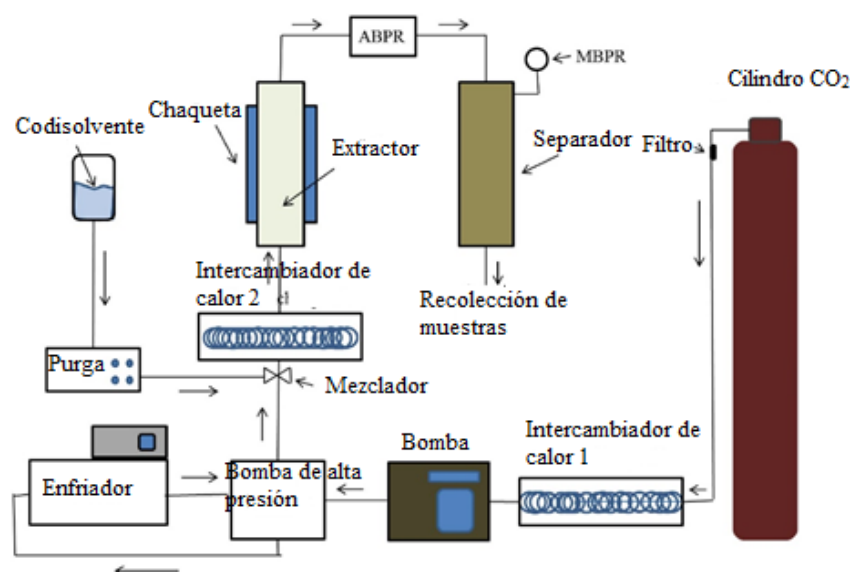 ABPR
MBPR
Cilindro CO₂
Chaqueta
Codisolvente
Extractor
Separador
Filtro
Intercambiador de
calor 2
Recolección de
muestras
Purga
Mezclador
Bomba
Intercambiador de
calor 1
Enfriador
Bomba de alta
presión